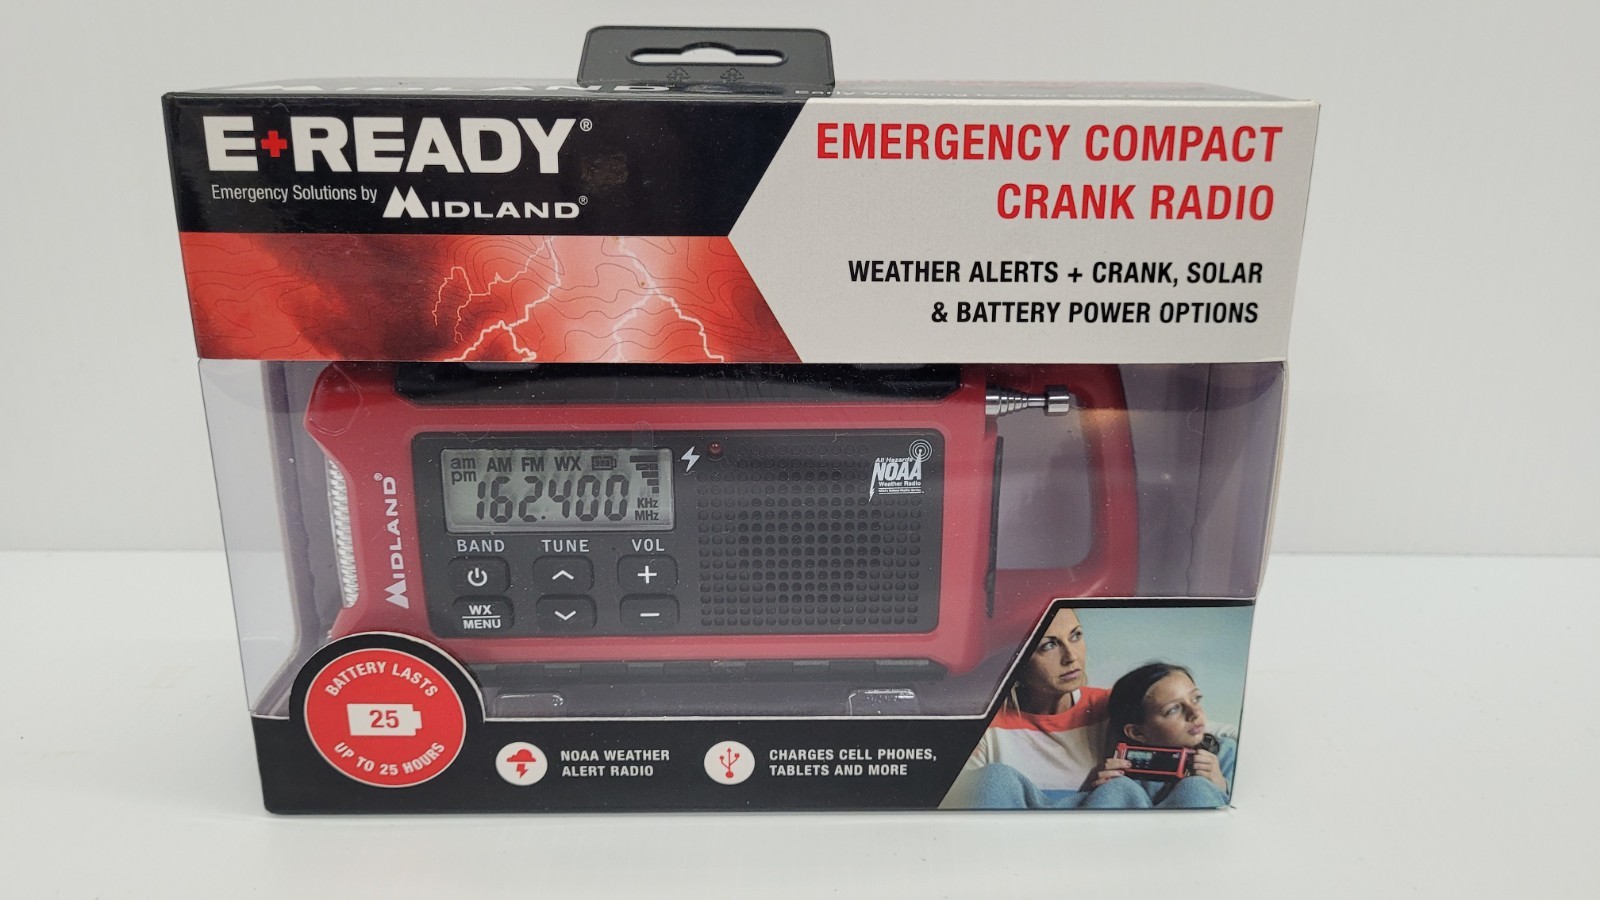 MIDLAND
E+READY®
Emergency Solutions by MIDLAND®
EMERGENCY COMPACT
CRANK RADIO
WEATHER ALERTS + CRANK, SOLAR
& BATTERY POWER OPTIONS
MIDLAND®
am AM FM WX
pm 162.400 KHz
MHz
All Hazards
NOAA
Weather Radio
BAND TUNE VOL
+
WX
MENU
−
BATTERY LASTS
25
UP TO 25 HOURS
NOAA WEATHER
ALERT RADIO
CHARGES CELL PHONES,
TABLETS AND MORE